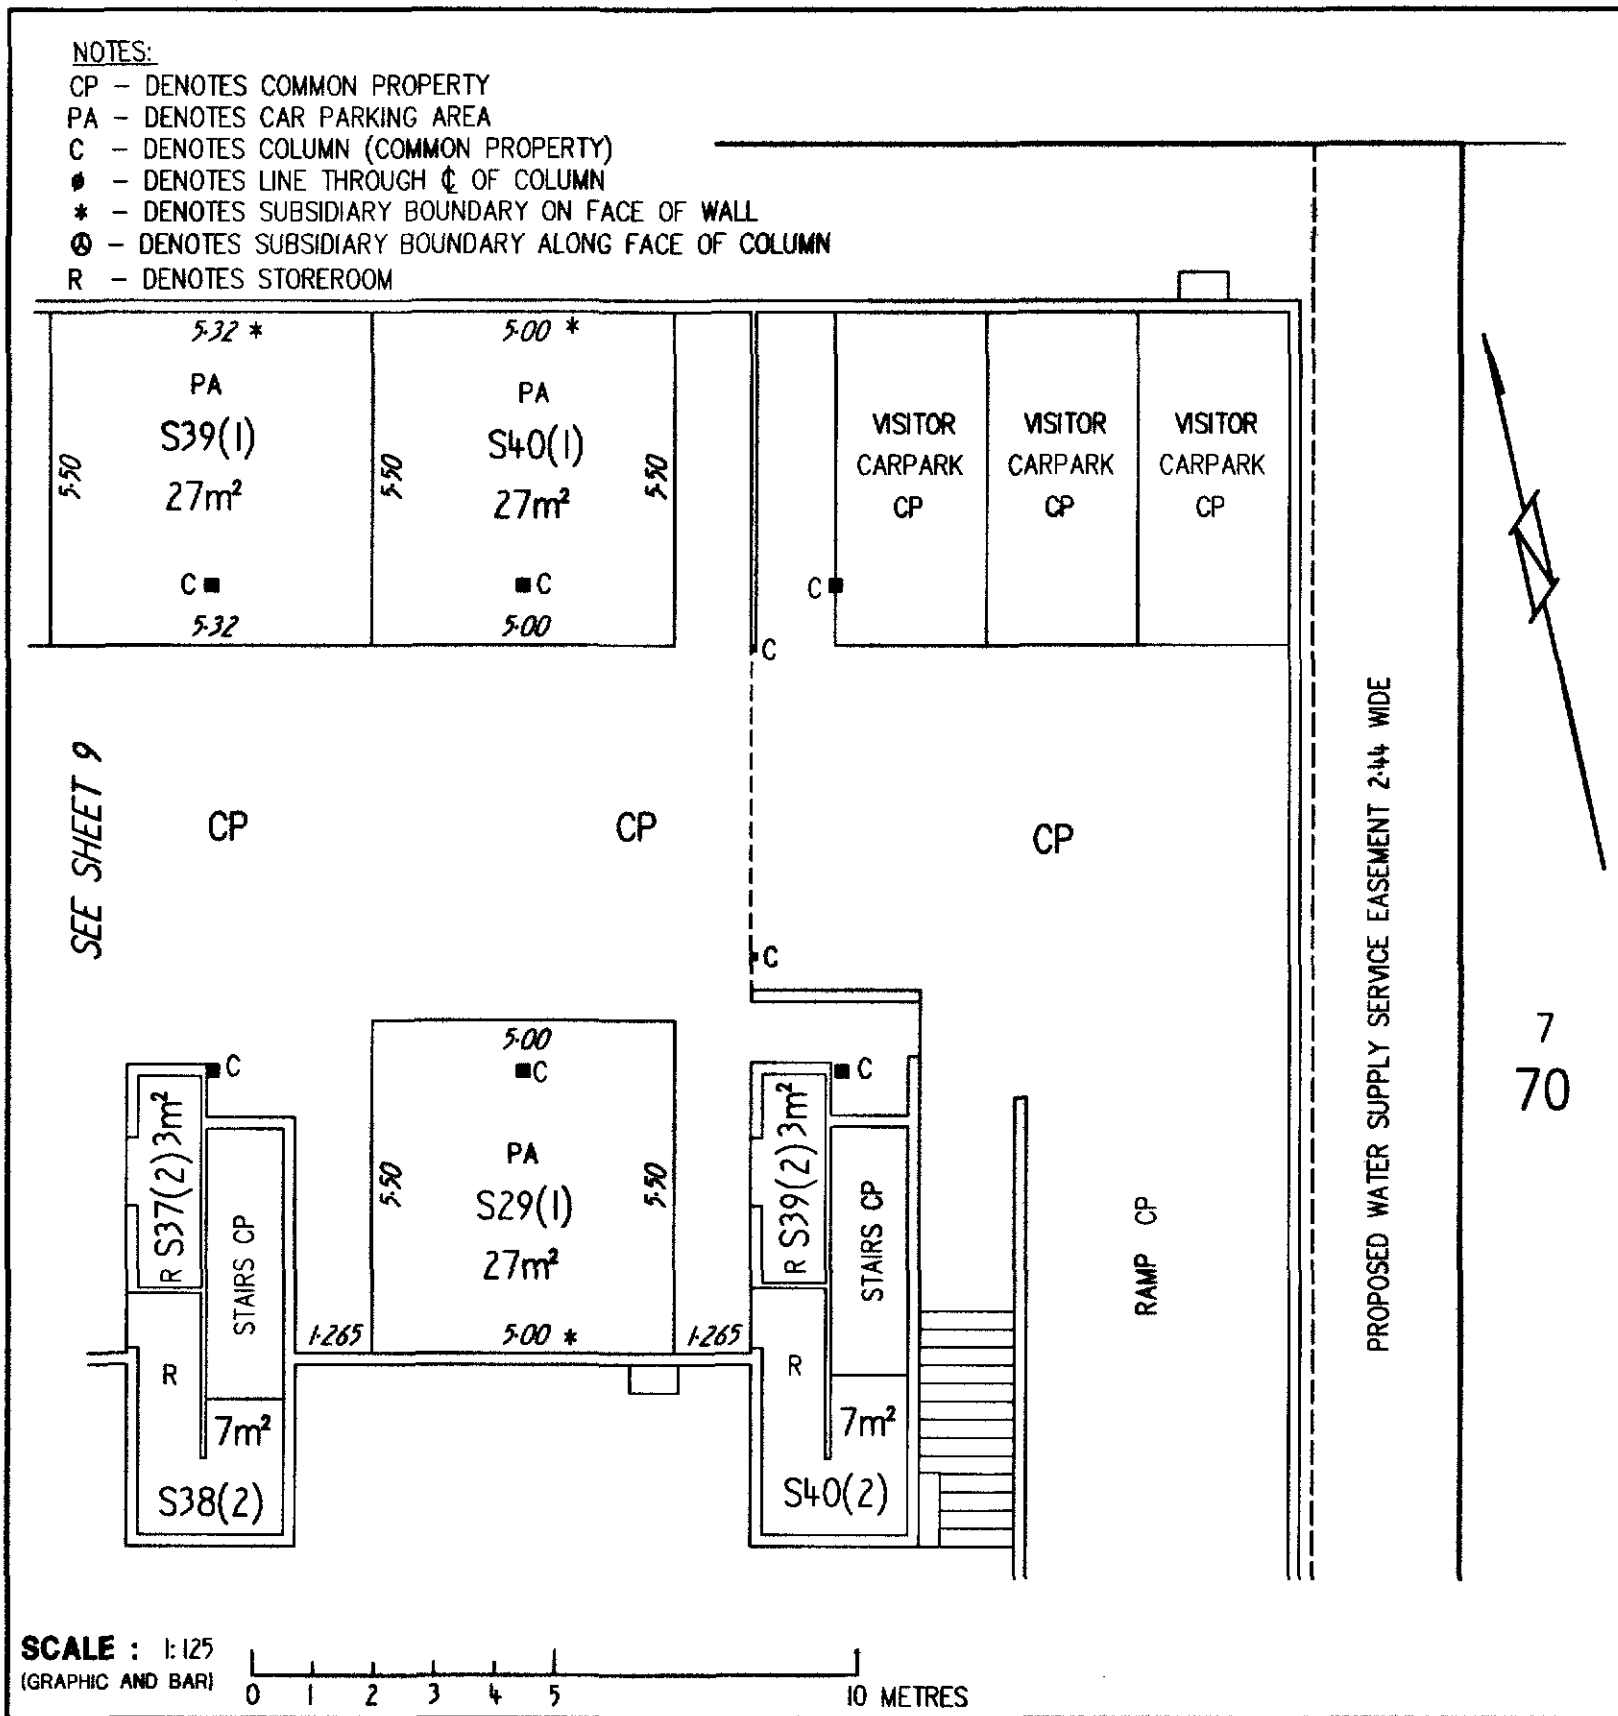 NOTES:
CP – DENOTES COMMON PROPERTY
PA – DENOTES CAR PARKING AREA
C – DENOTES COLUMN (COMMON PROPERTY)
– DENOTES LINE THROUGH ℄ OF COLUMN
* – DENOTES SUBSIDIARY BOUNDARY ON FACE OF WALL
– DENOTES SUBSIDIARY BOUNDARY ALONG FACE OF COLUMN
R – DENOTES STOREROOM
5·32 *
5·00 *
PA
S39(1)
27m²
5·50
5·50
C
5·32
PA
S40(1)
27m²
5·50
C
5·00
VISITOR
CARPARK
CP
VISITOR
CARPARK
CP
VISITOR
CARPARK
CP
C
C
SEE SHEET 9
CP
CP
CP
C
PROPOSED WATER SUPPLY SERVICE EASEMENT 2·44 WIDE
7
70
C
R S37(2) 3m²
STAIRS CP
R
7m²
S38(2)
1·265
5·00
C
PA
S29(1)
27m²
5·50
5·50
5·00 *
1·265
C
R S39(2) 3m²
STAIRS CP
R
7m²
S40(2)
RAMP CP
SCALE : 1:125
(GRAPHIC AND BAR)
0 1 2 3 4 5 10 METRES